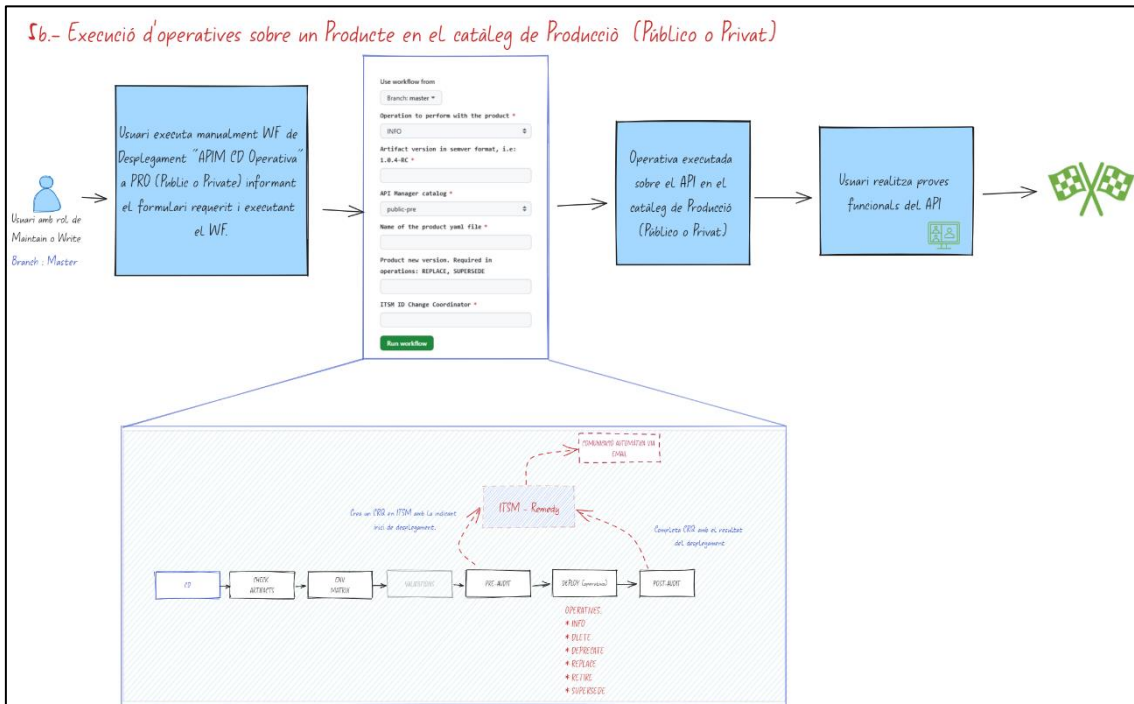 5b.- Execució d'operatives sobre un Producte en el catàleg de Producció (Público o Privat)
Usuari amb rol de
Maintain o Write
Branch : Master
Usuari executa manualment WF de
Desplegament "APIM CD Operativa"
a PRO (Public o Private) informant
el formulari requerit i executant
el WF.
Use workflow from
Branch: master
Operation to perform with the product *
INFO
Artifact version in semver format, i.e:
1.0.4-RC *
API Manager catalog *
public-pre
Name of the product yaml file *
Product new version. Required in
operations: REPLACE, SUPERSEDE
ITSM ID Change Coordinator *
Run workflow
Operativa executada
sobre el API en el
catàleg de Producció
(Público o Privat)
Usuari realitza proves
funcionals del API
COMUNICACIÓ AUTOMATICA VIA
EMAIL
ITSM - Remedy
Crea un CRQ en ITSM amb la indicant
inici de desplegament.
Completa CRQ amb el resultat
del desplegament
CD
CHECK
ARTIFACTS
ENV
MATRIX
VALIDATIONS
PRE-AUDIT
DEPLOY (operativa)
POST-AUDIT
OPERATIVES:
* INFO
* DELETE
* DEPRECATE
* REPLACE
* RETIRE
* SUPERSEDE